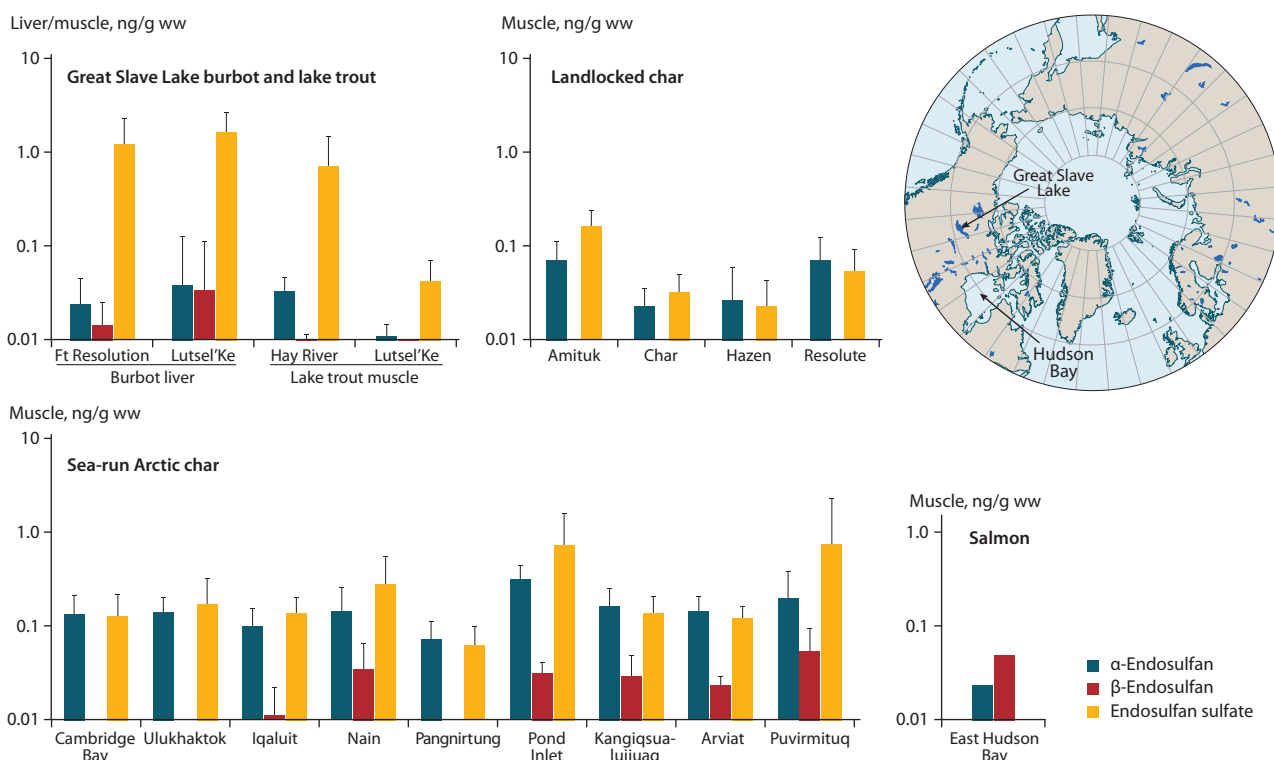 Liver/muscle, ng/g ww
10
1.0
0.1
0.01
Great Slave Lake burbot and lake trout
Ft Resolution
Lutsel’Ke
Hay River
Lutsel’Ke
Burbot liver
Lake trout muscle
Muscle, ng/g ww
10
1.0
0.1
0.01
Landlocked char
Amituk
Char
Hazen
Resolute
Great Slave
Lake
Hudson
Bay
Muscle, ng/g ww
10
1.0
0.1
0.01
Sea-run Arctic char
Cambridge
Bay
Ulukhaktok
Iqaluit
Nain
Pangnirtung
Pond
Inlet
Kangiqsua-
lujjuaq
Arviat
Puvirmituq
Muscle, ng/g ww
1.0
0.1
0.01
Salmon
East Hudson
Bay
α-Endosulfan
β-Endosulfan
Endosulfan sulfate